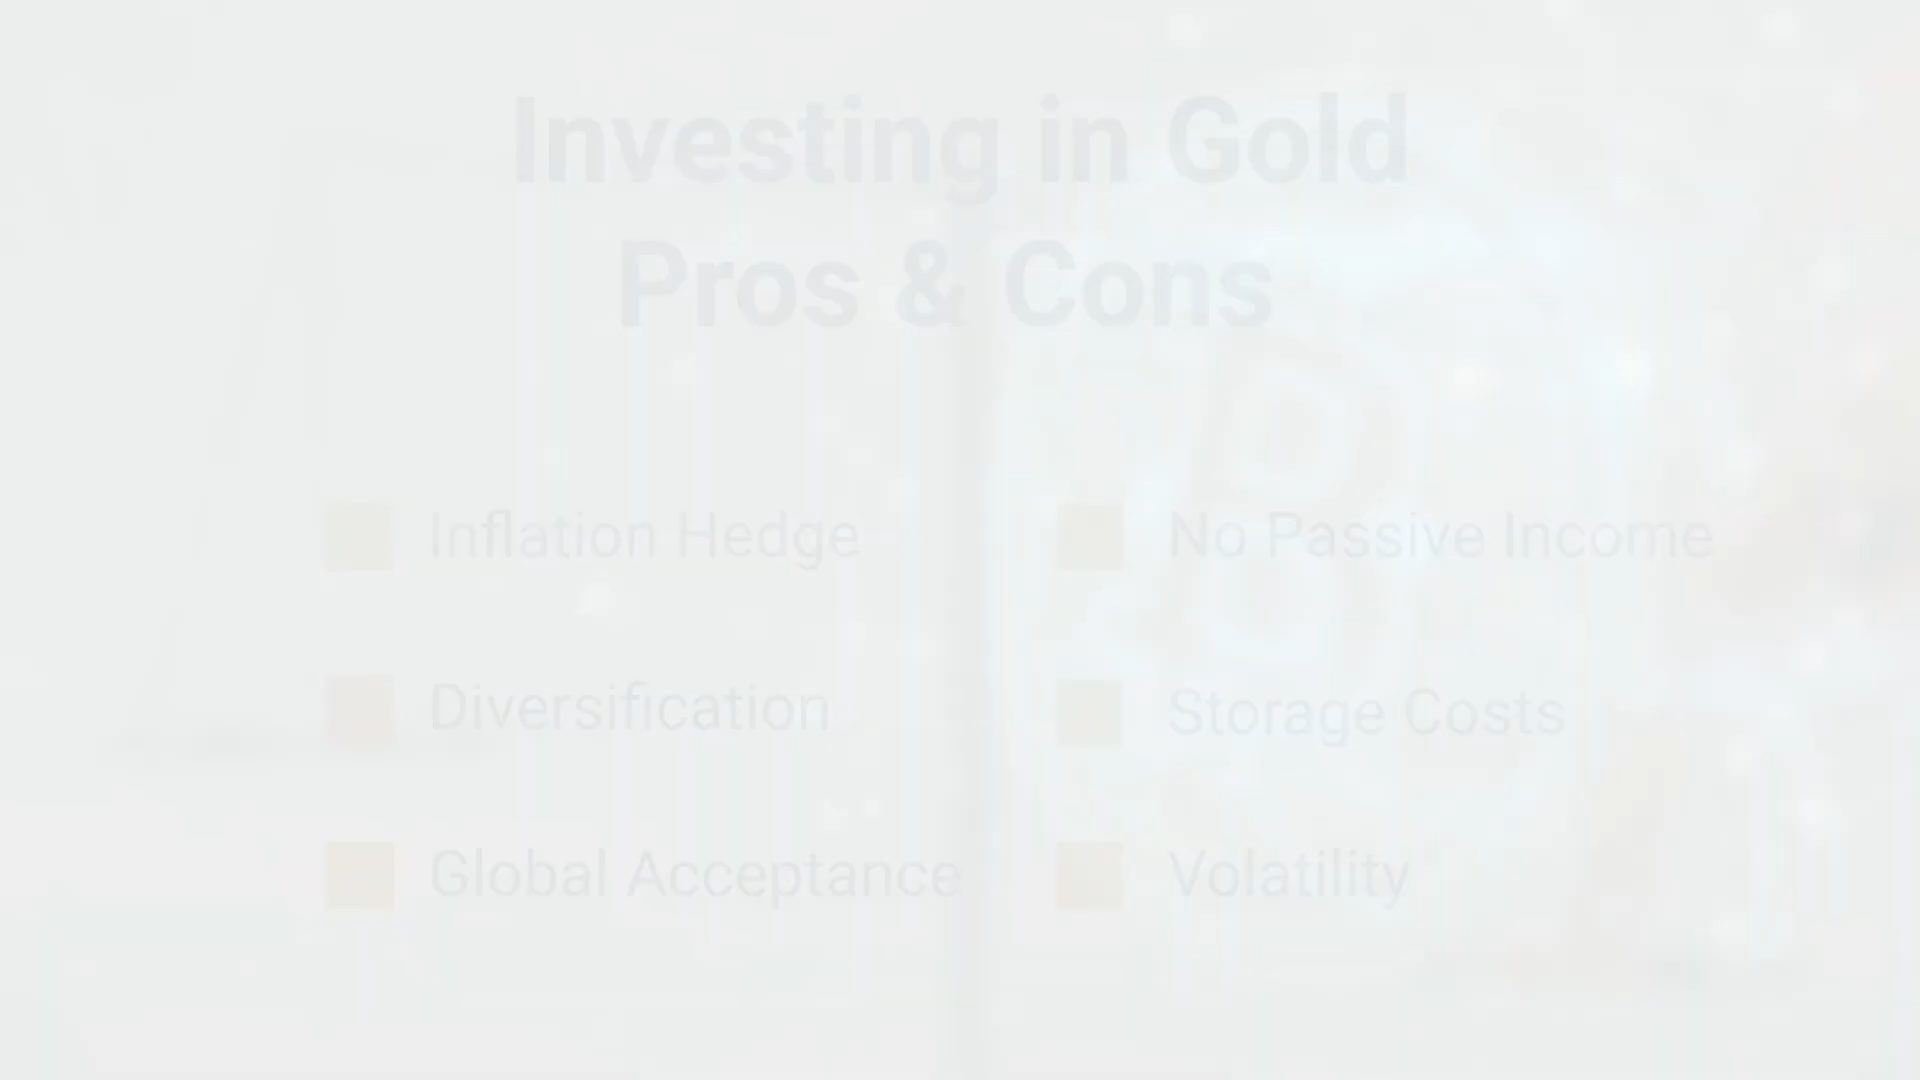 Investing in Gold
Pros & Cons
Inflation Hedge
Diversification
Global Acceptance
No Passive Income
Storage Costs
Volatility